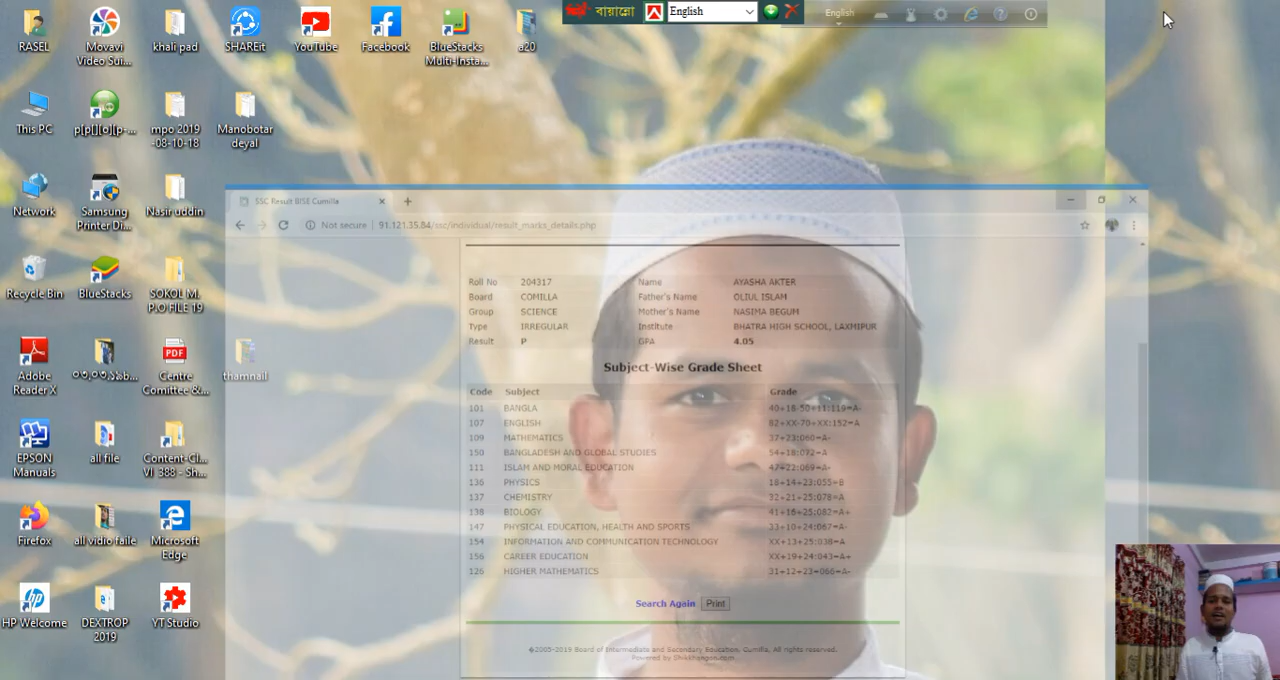 বায়ান্নো
English
English
RASEL
Movavi Video Sui...
khali pad
SHAREit
YouTube
Facebook
BlueStacks Multi-Insta...
a20
This PC
p[p[][o][p-...
mpo 2019 -08-10-18
Manobotar deyal
Network
Samsung Printer Di...
Nasir uddin
Recycle Bin
BlueStacks
SOKOL M. P.O FILE 19
Adobe Reader X
Centre Comittee &...
thamnail
EPSON Manuals
all file
Content-Cl... VI 388 - Sh...
Firefox
all vidio faile
Microsoft Edge
HP Welcome
DEXTROP 2019
YT Studio
SSC Result BISE Cumilla
Not secure | 91.121.35.84/ssc/individual/result_marks_details.php
Roll No 204317 Name AYASHA AKTER
Board COMILLA Father's Name OLIUL ISLAM
Group SCIENCE Mother's Name NASIMA BEGUM
Type IRREGULAR Institute BHATRA HIGH SCHOOL, LAXMIPUR
Result P GPA 4.05
Subject-Wise Grade Sheet
Code Subject Grade
101 BANGLA 40+18-50+11:119=A-
107 ENGLISH 82+XX-70+XX:152=A
109 MATHEMATICS 37+23:060=A-
150 BANGLADESH AND GLOBAL STUDIES 54+18:072=A
111 ISLAM AND MORAL EDUCATION 47+22:069=A-
136 PHYSICS 18+14+23:055=B
137 CHEMISTRY 32+21+25:078=A
138 BIOLOGY 41+16+25:082=A+
147 PHYSICAL EDUCATION, HEALTH AND SPORTS 33+10+24:067=A-
154 INFORMATION AND COMMUNICATION TECHNOLOGY XX+13+25:038=A
156 CAREER EDUCATION XX+19+24:043=A+
126 HIGHER MATHEMATICS 31+12+23=066=A-
Search Again Print
©2005-2019 Board of Intermediate and Secondary Education, Cumilla, All rights reserved.